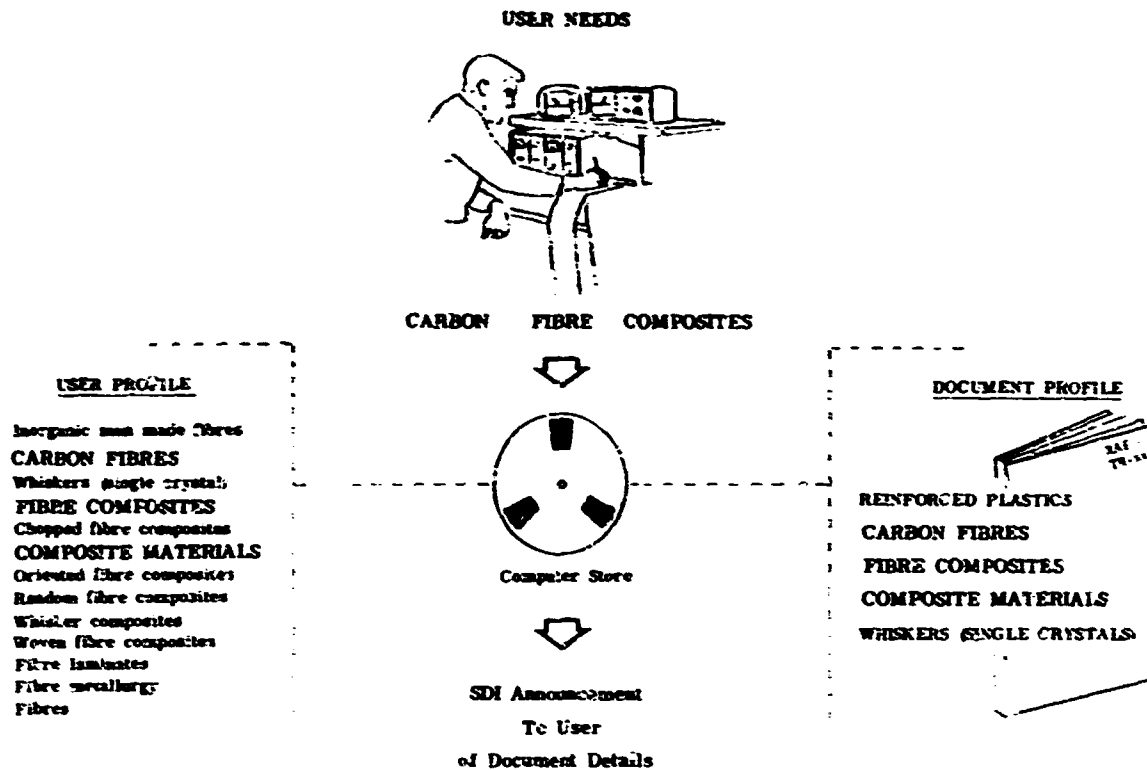 USER NEEDS
CARBON FIBRE COMPOSITES
USER PROFILE
Inorganic man made fibres
CARBON FIBRES
Whiskers (single crystal)
FIBRE COMPOSITES
Chopped fibre composites
COMPOSITE MATERIALS
Oriented fibre composites
Random fibre composites
Whisker composites
Woven fibre composites
Fibre laminates
Fibre metallurgy
Fibres
Computer Store
SDI Announcement
To User
of Document Details
DOCUMENT PROFILE
REINFORCED PLASTICS
CARBON FIBRES
FIBRE COMPOSITES
COMPOSITE MATERIALS
WHISKERS (SINGLE CRYSTALS)